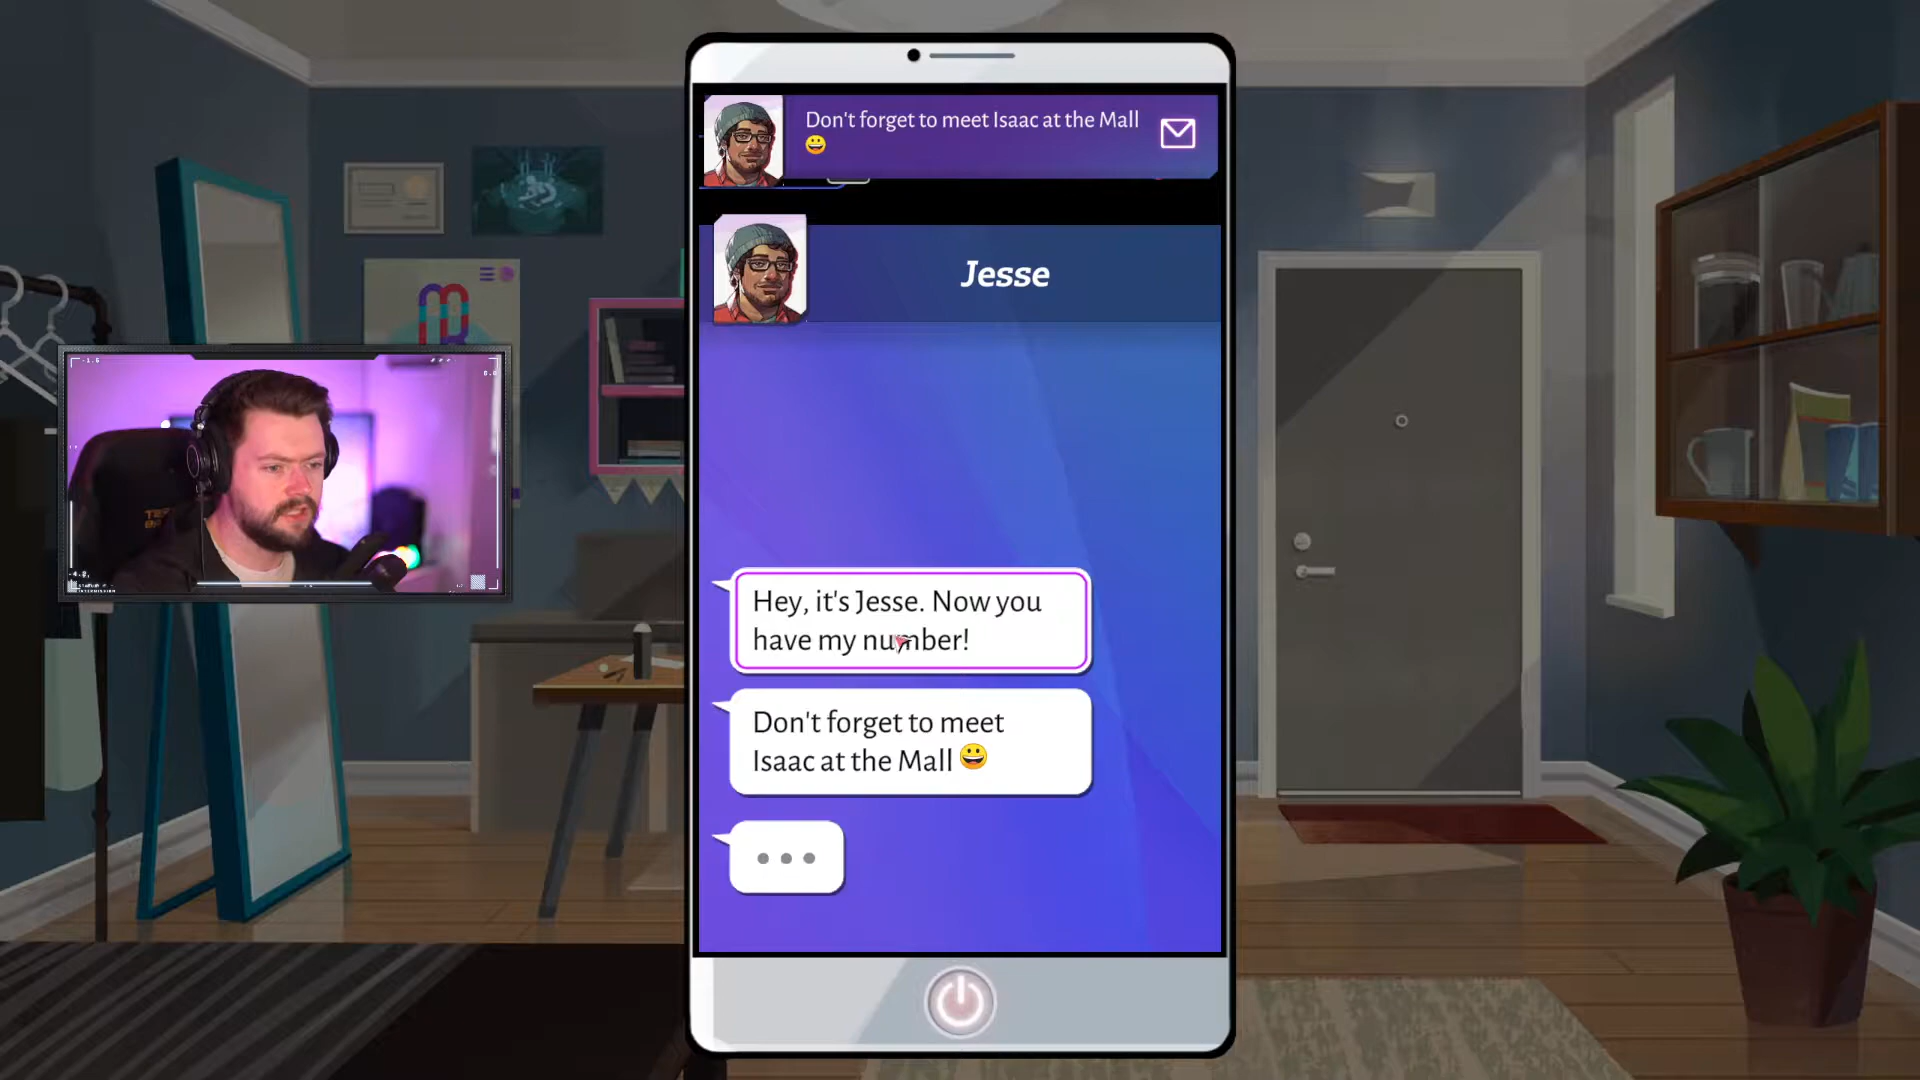 Don't forget to meet Isaac at the Mall
😀
Jesse
Hey, it's Jesse. Now you
have my number!
Don't forget to meet
Isaac at the Mall 😀